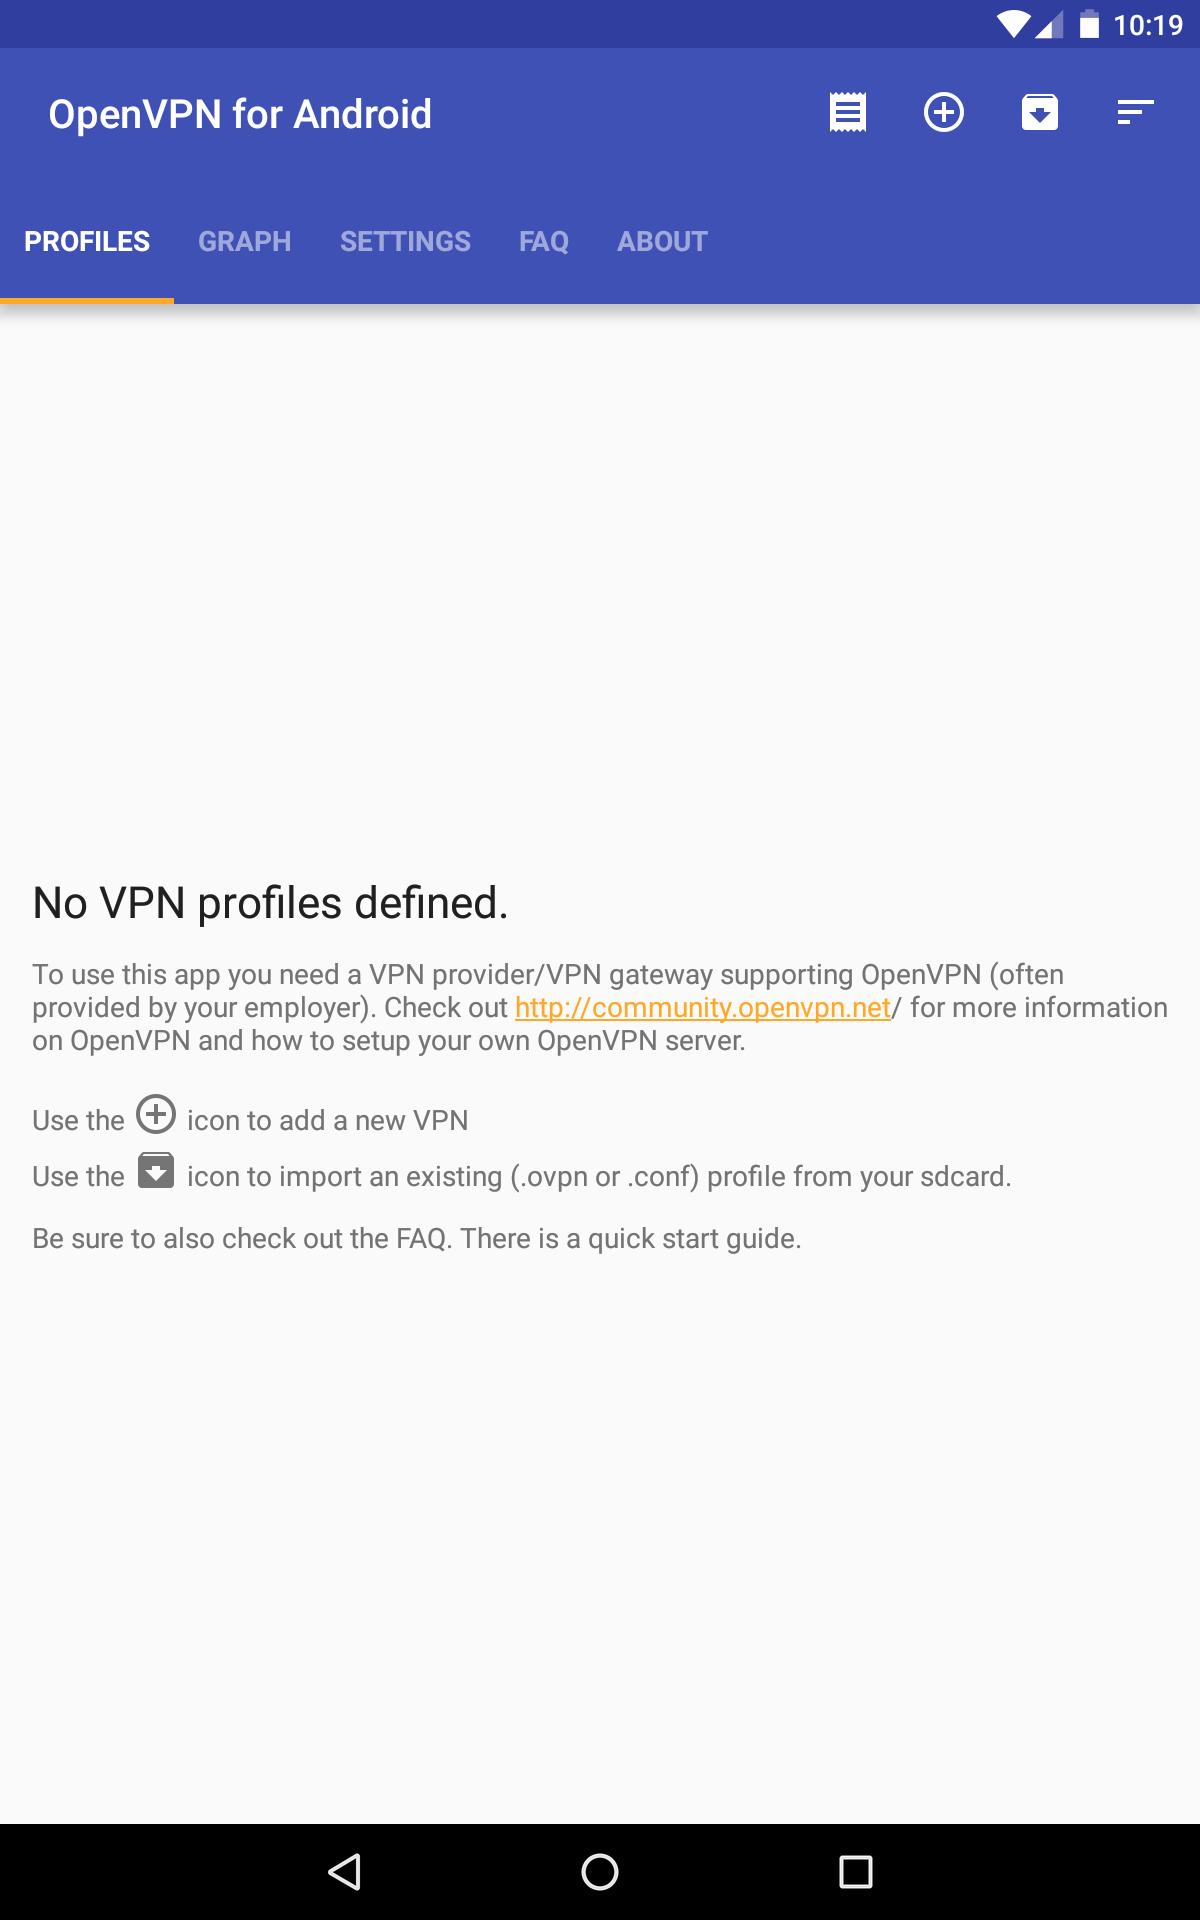 10:19
OpenVPN for Android
PROFILES GRAPH SETTINGS FAQ ABOUT
No VPN profiles defined.
To use this app you need a VPN provider/VPN gateway supporting OpenVPN (often
provided by your employer). Check out http://community.openvpn.net/ for more information
on OpenVPN and how to setup your own OpenVPN server.
Use the icon to add a new VPN
Use the icon to import an existing (.ovpn or .conf) profile from your sdcard.
Be sure to also check out the FAQ. There is a quick start guide.